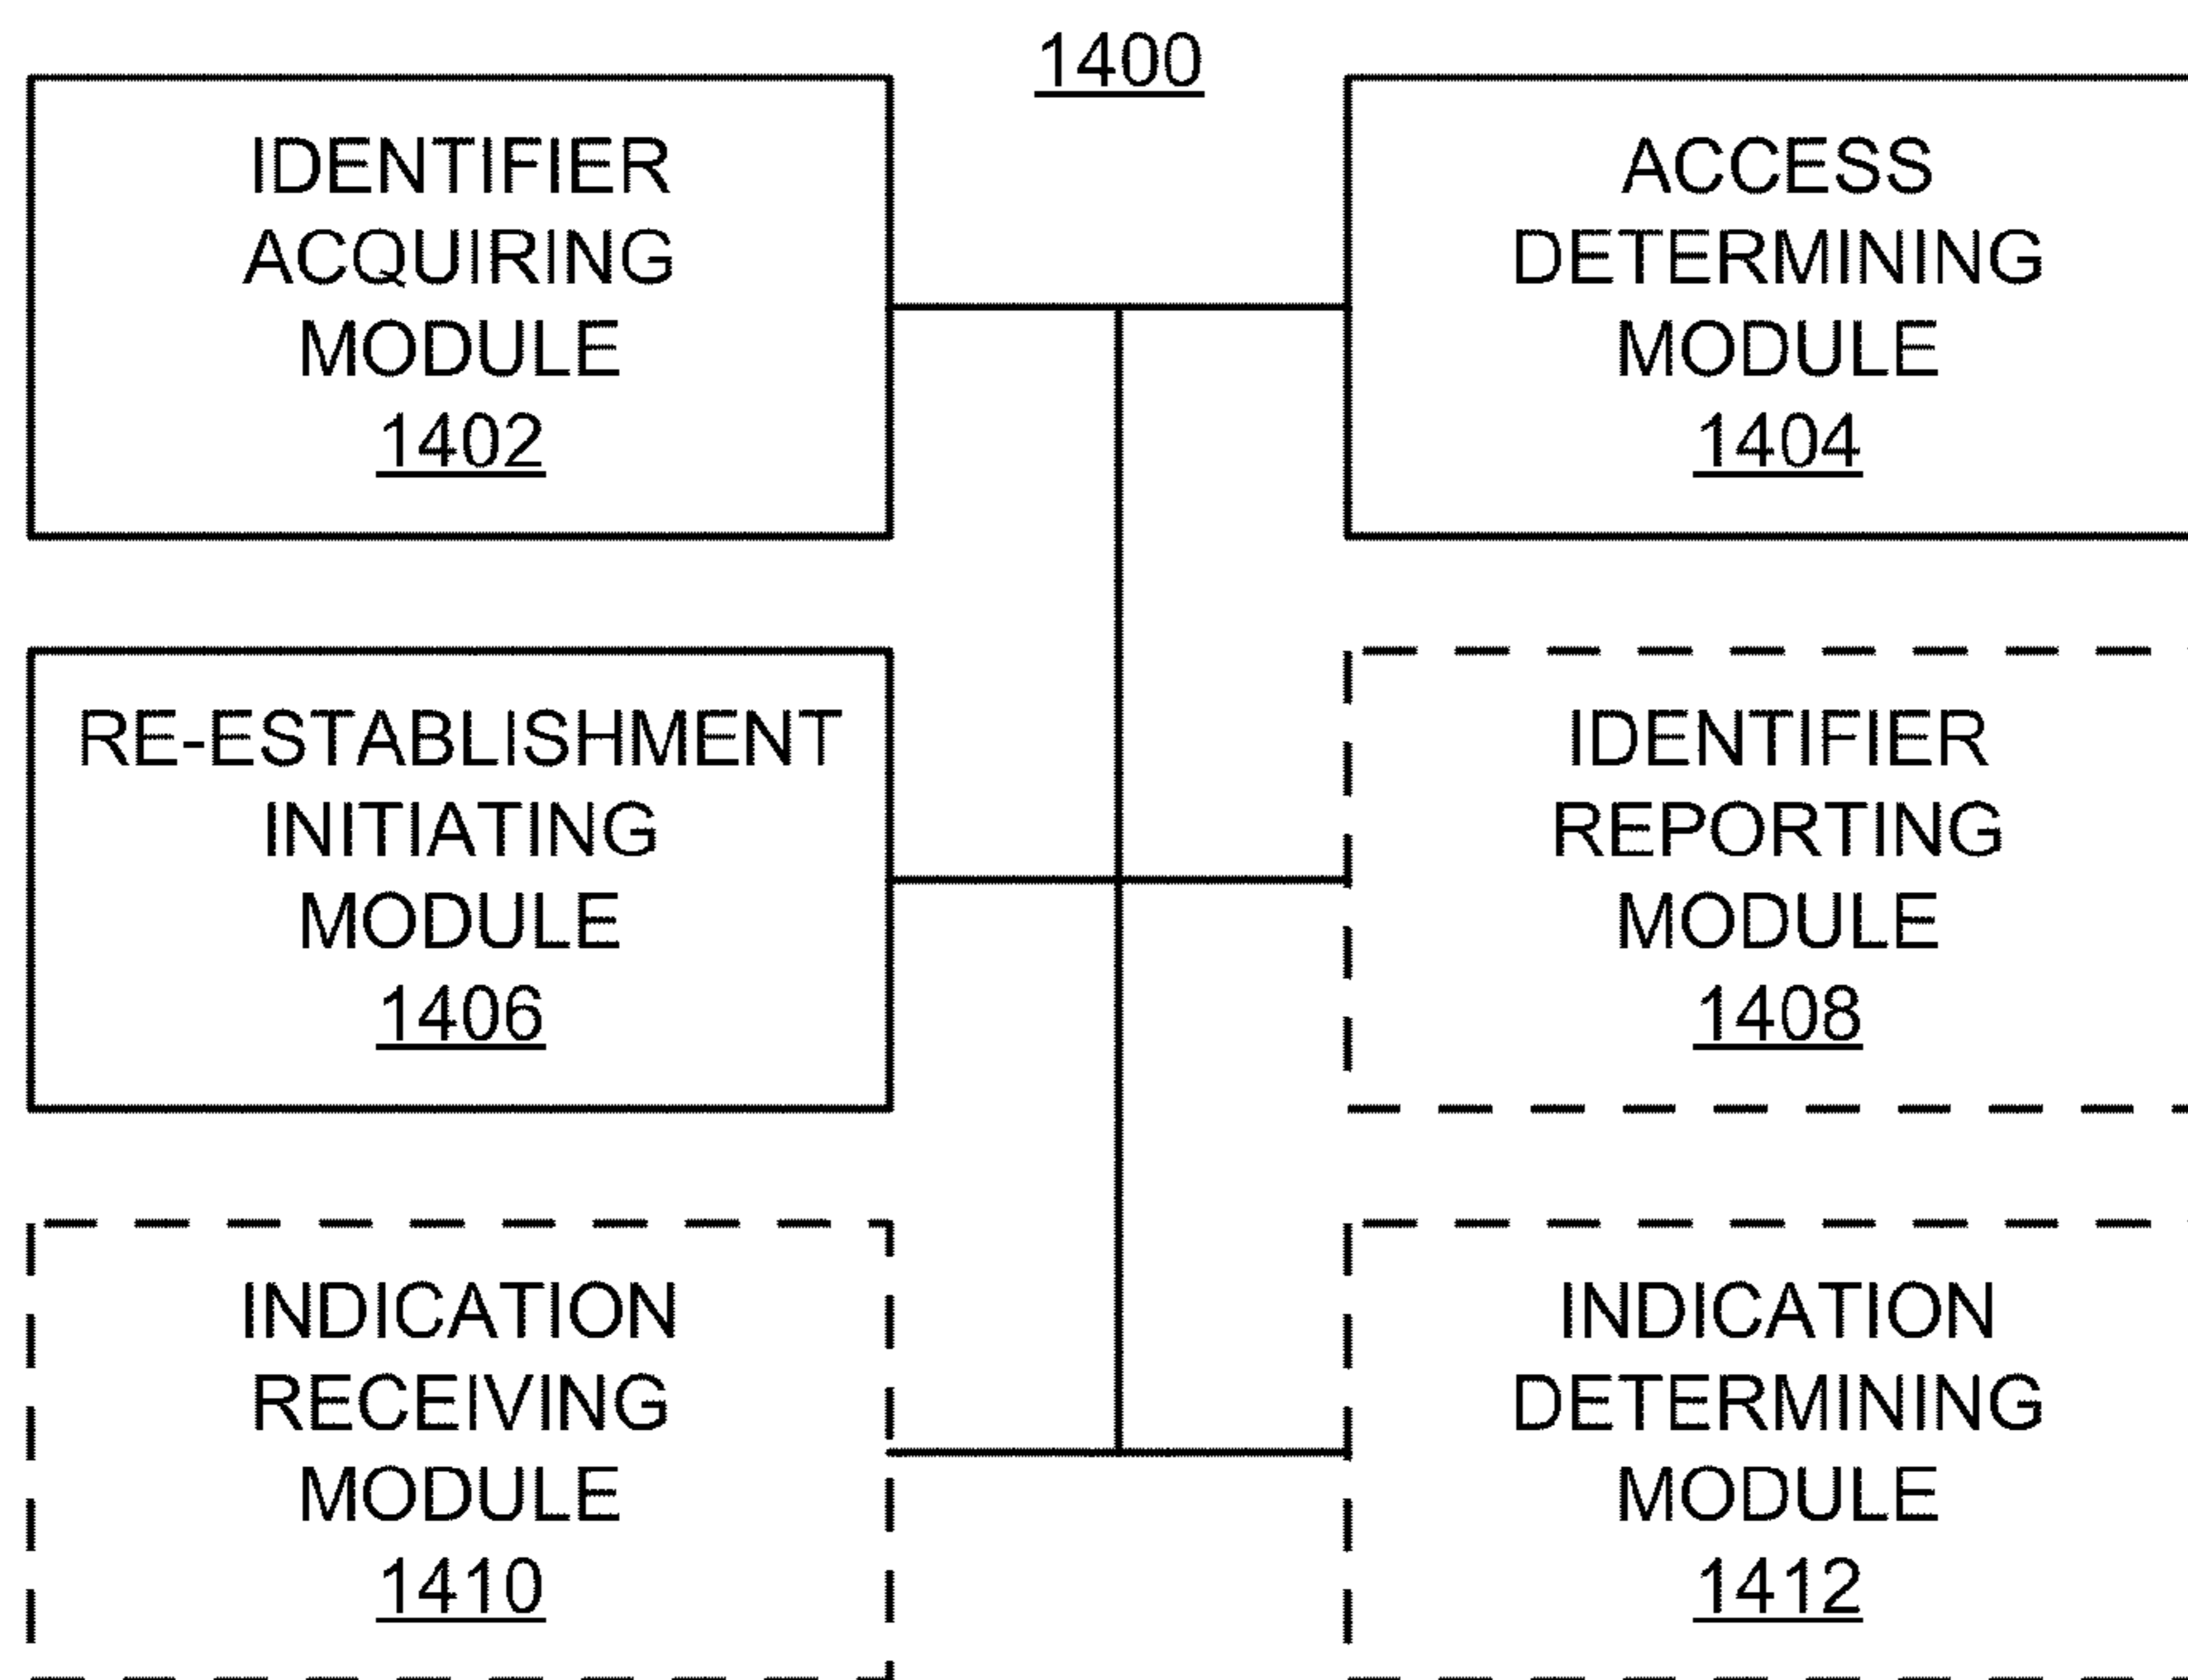 1400
IDENTIFIER
ACQUIRING
MODULE
1402
ACCESS
DETERMINING
MODULE
1404
RE-ESTABLISHMENT
INITIATING
MODULE
1406
IDENTIFIER
REPORTING
MODULE
1408
INDICATION
RECEIVING
MODULE
1410
INDICATION
DETERMINING
MODULE
1412